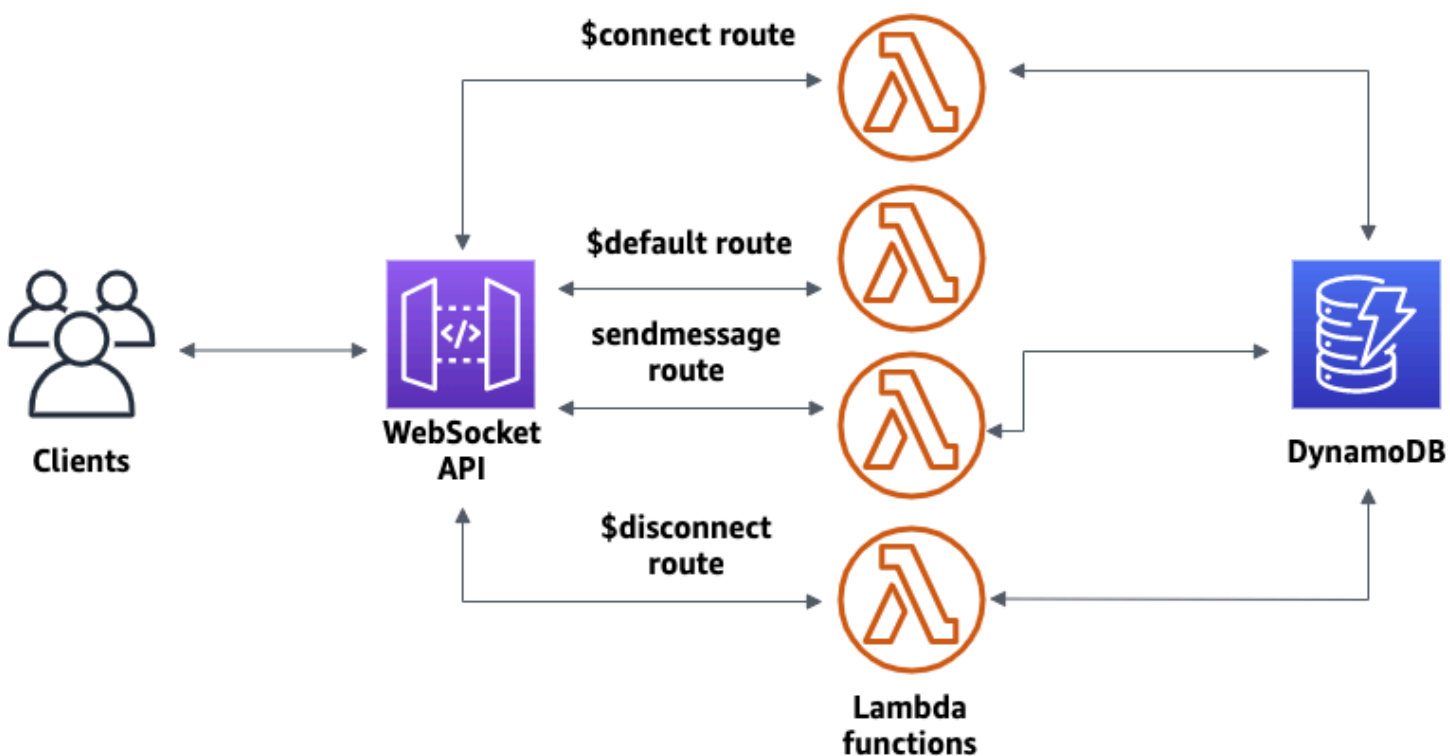 $connect route
$default route
sendmessage
route
</>
WebSocket
API
Clients
DynamoDB
$disconnect
route
Lambda
functions